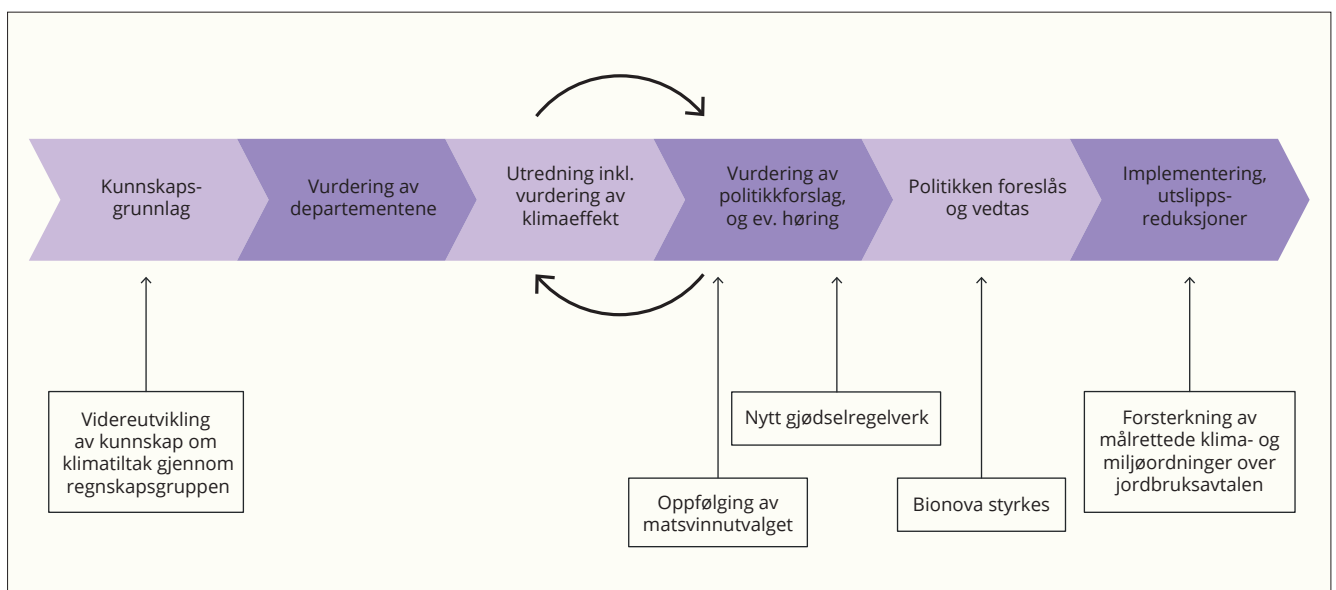 Kunnskaps-
grunnlag
Vurdering av
departementene
Utredning inkl.
vurdering av
klimaeffekt
Vurdering av
politikkforslag,
og ev. høring
Politikken foreslås
og vedtas
Implementering,
utslipps-
reduksjoner
Videreutvikling
av kunnskap om
klimatiltak gjennom
regnskapsgruppen
Oppfølging av
matsvinnutvalget
Nytt gjødselregelverk
Bionova styrkes
Forsterkning av
målrettede klima- og
miljøordninger over
jordbruksavtalen